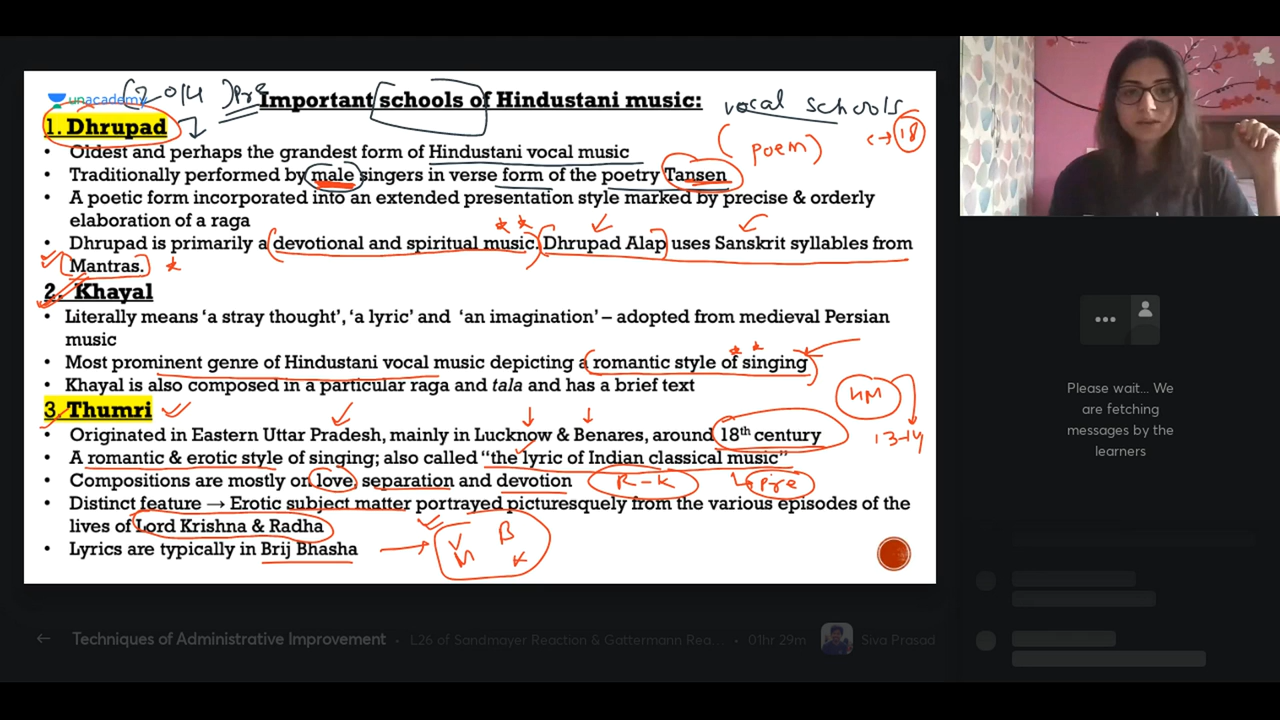 unacademy
(2014) Pre
Important schools of Hindustani music:
vocal schools
(poem)
18
1. Dhrupad
• Oldest and perhaps the grandest form of Hindustani vocal music
• Traditionally performed by male singers in verse form of the poetry Tansen
• A poetic form incorporated into an extended presentation style marked by precise & orderly
elaboration of a raga
• Dhrupad is primarily a devotional and spiritual music. Dhrupad Alap uses Sanskrit syllables from
Mantras.
2. Khayal
• Literally means ‘a stray thought’, ‘a lyric’ and ‘an imagination’ – adopted from medieval Persian
music
• Most prominent genre of Hindustani vocal music depicting a romantic style of singing
• Khayal is also composed in a particular raga and tala and has a brief text
HM
13-14
3. Thumri
• Originated in Eastern Uttar Pradesh, mainly in Lucknow & Benares, around 18th century
• A romantic & erotic style of singing; also called “the lyric of Indian classical music”
• Compositions are mostly on love, separation and devotion
R-K
Pre
• Distinct feature → Erotic subject matter portrayed picturesquely from the various episodes of the
lives of Lord Krishna & Radha
• Lyrics are typically in Brij Bhasha
V B
M K
Please wait... We
are fetching
messages by the
learners
← Techniques of Administrative Improvement • L26 of Sandmayer Reaction & Gattermann Rea... • 01hr 29m Siva Prasad